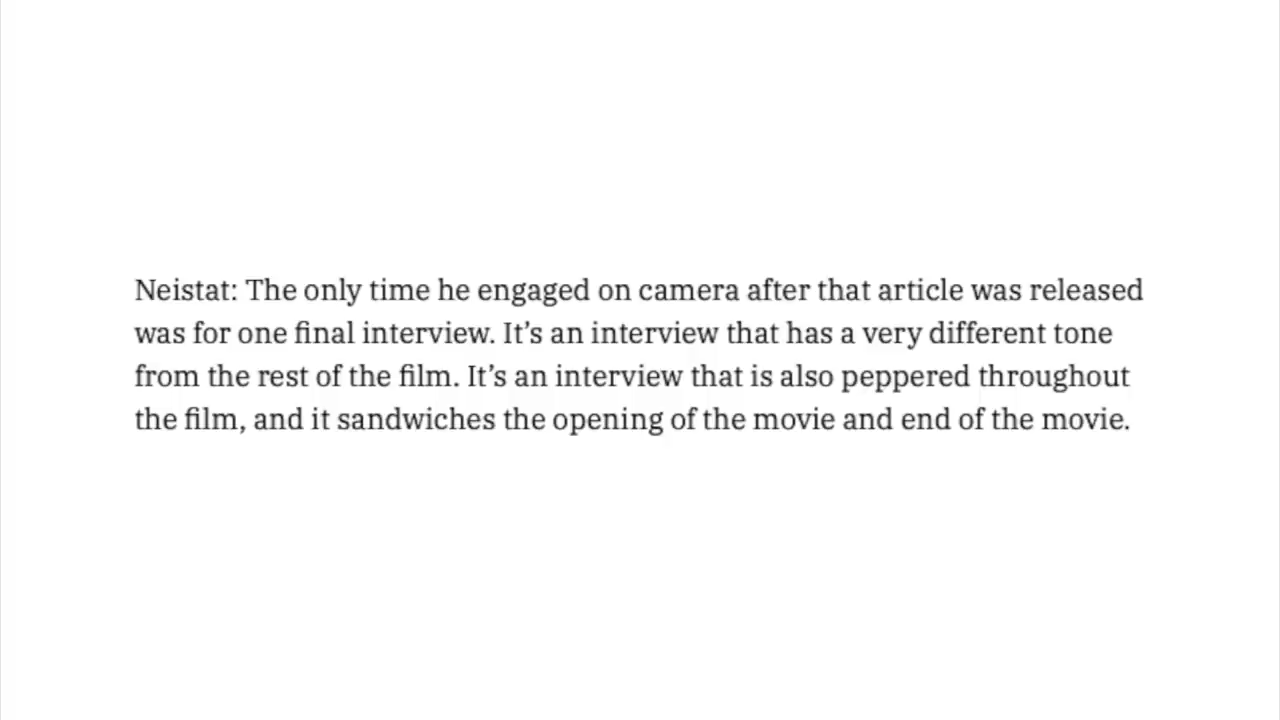 Neistat: The only time he engaged on camera after that article was released
was for one final interview. It’s an interview that has a very different tone
from the rest of the film. It’s an interview that is also peppered throughout
the film, and it sandwiches the opening of the movie and end of the movie.